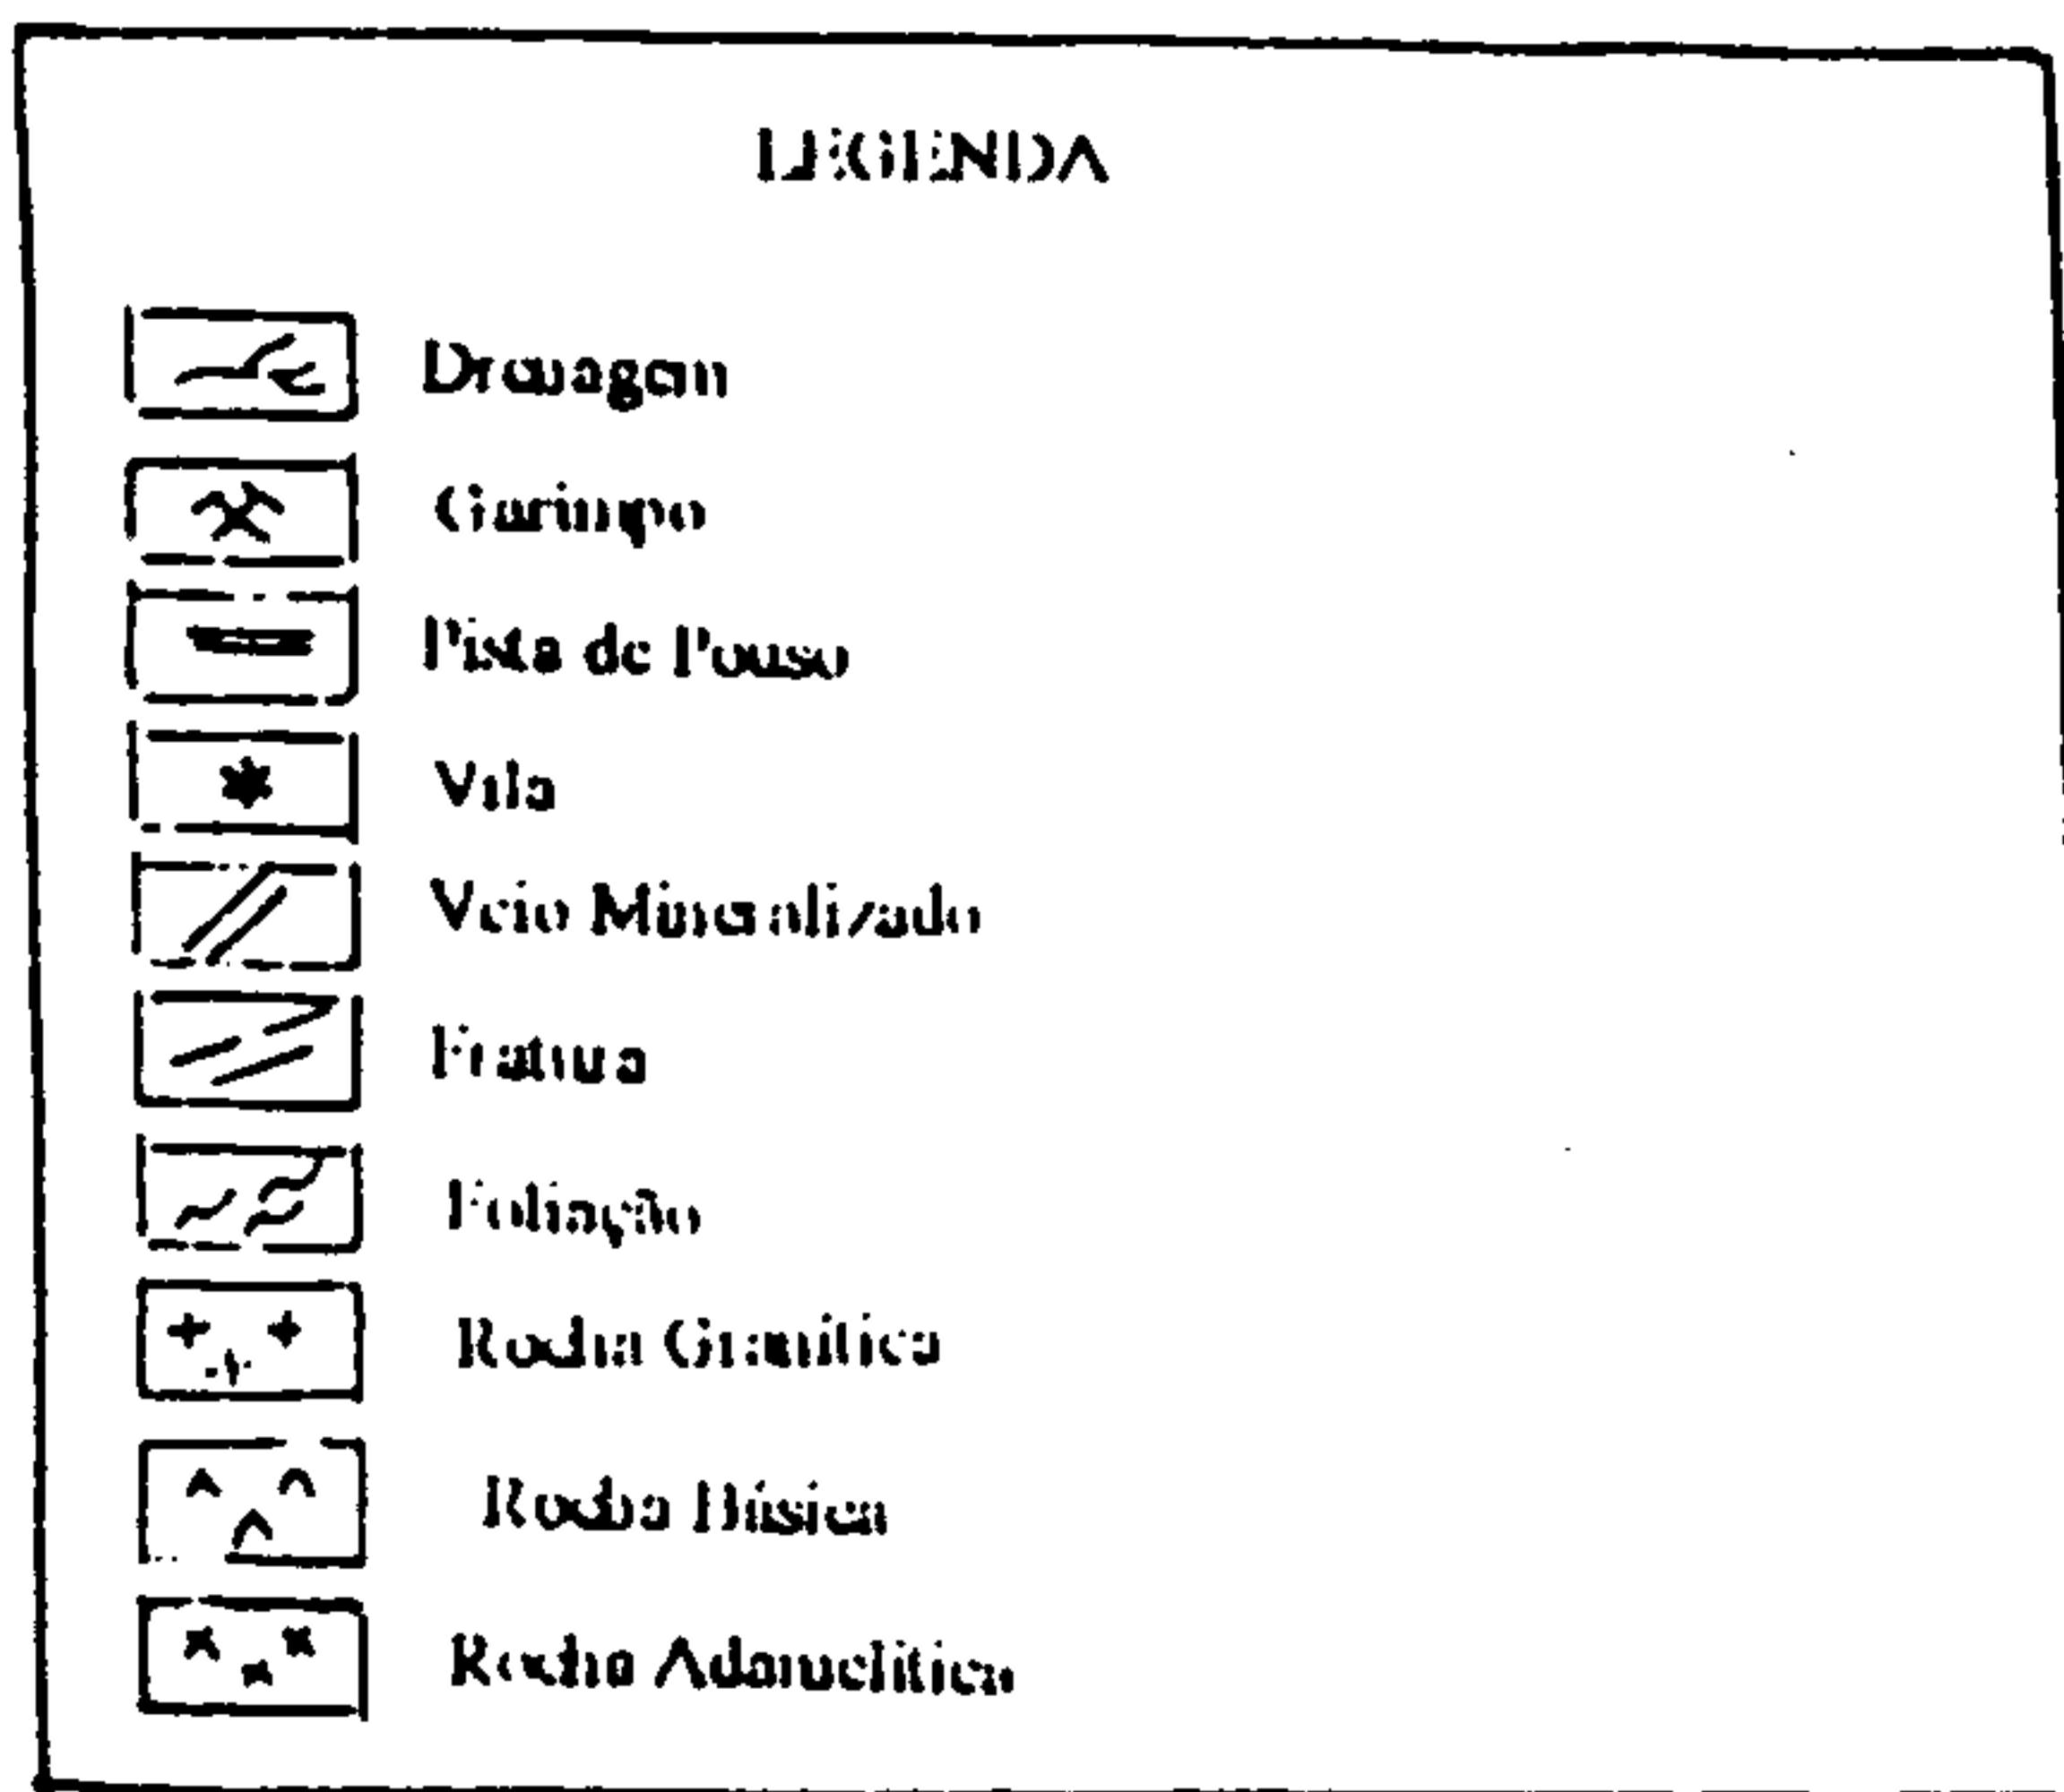 LEGENDA
Drenagem
Garimpo
Pista de Pouso
Vila
Veio Mineralizado
Fratura
Foliação
Rocha Granítica
Rocha Básica
Rocha Adamelítica